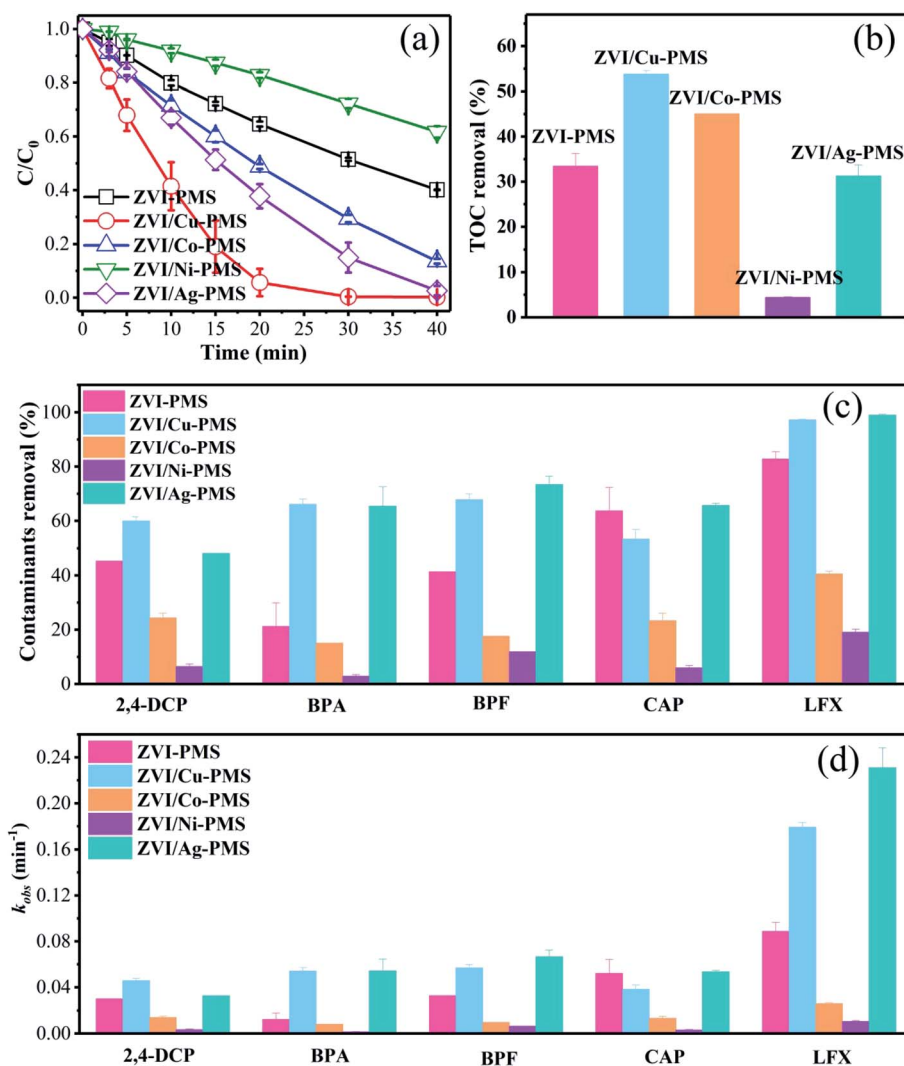 (a)
1.0
0.8
0.6
0.4
0.2
0.0
C/C0
ZVI-PMS
ZVI/Cu-PMS
ZVI/Co-PMS
ZVI/Ni-PMS
ZVI/Ag-PMS
0 5 10 15 20 25 30 35 40
Time (min)
(b)
60
50
40
30
20
10
0
TOC removal (%)
ZVI-PMS
ZVI/Cu-PMS
ZVI/Co-PMS
ZVI/Ni-PMS
ZVI/Ag-PMS
(c)
100
80
60
40
20
0
Contaminants removal (%)
ZVI-PMS
ZVI/Cu-PMS
ZVI/Co-PMS
ZVI/Ni-PMS
ZVI/Ag-PMS
2,4-DCP BPA BPF CAP LFX
(d)
0.24
0.20
0.16
0.12
0.08
0.04
0.00
kobs (min-1)
ZVI-PMS
ZVI/Cu-PMS
ZVI/Co-PMS
ZVI/Ni-PMS
ZVI/Ag-PMS
2,4-DCP BPA BPF CAP LFX